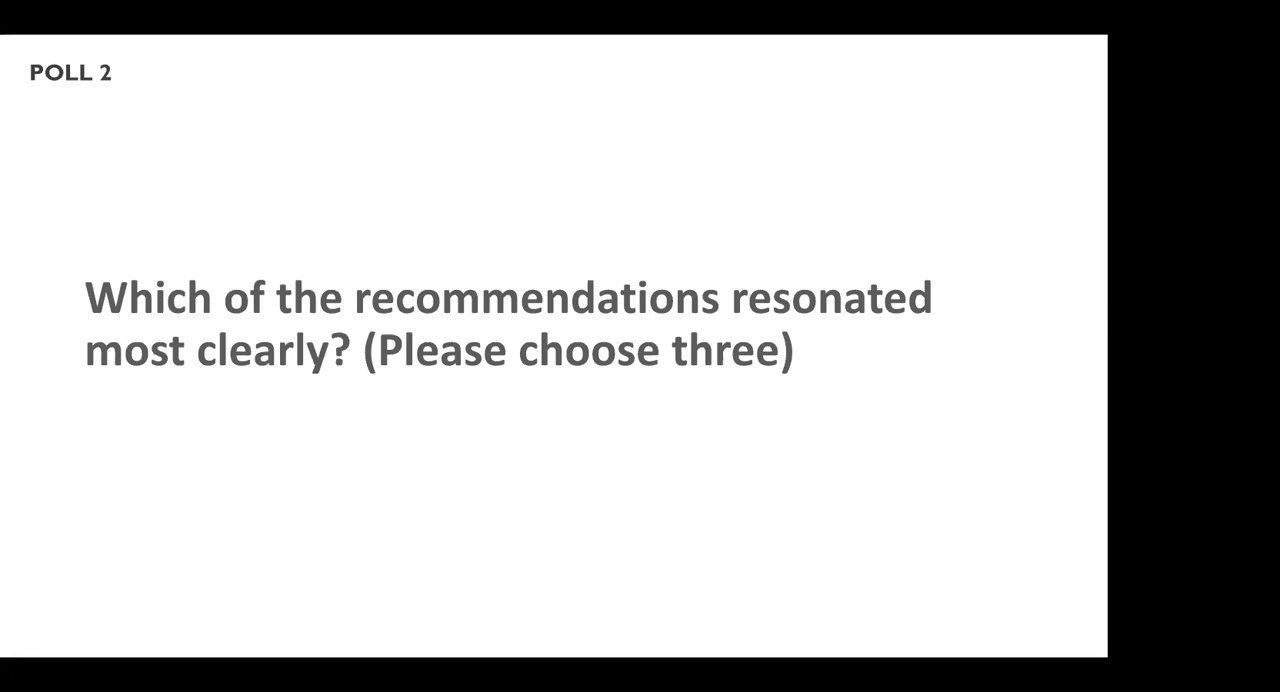 POLL 2
Which of the recommendations resonated
most clearly? (Please choose three)